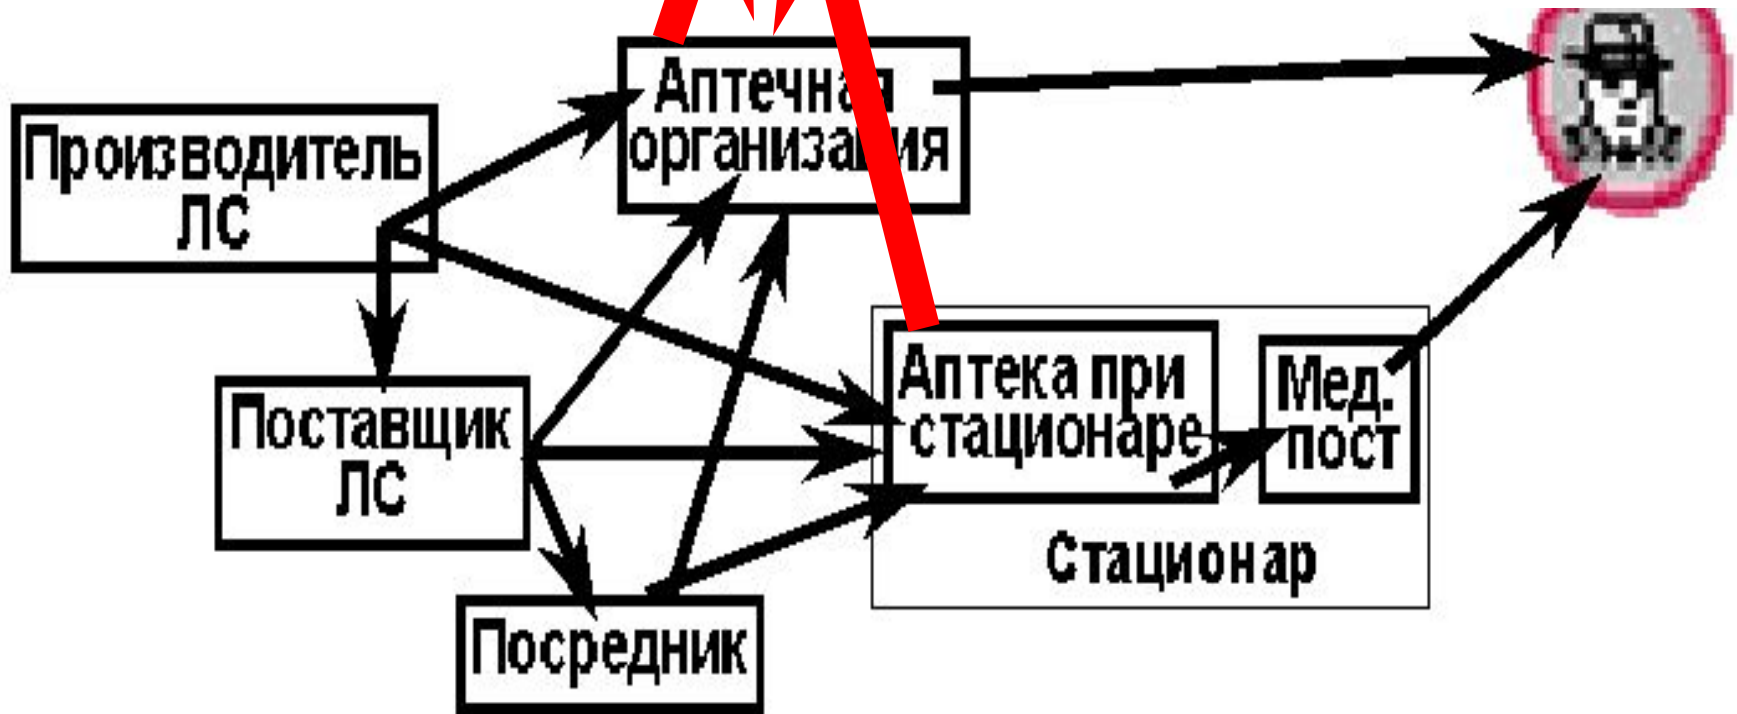 Аптечная
организация
Производитель
ЛС
Поставщик
ЛС
Аптека при
стационаре
Мед.
пост
Стационар
Посредник